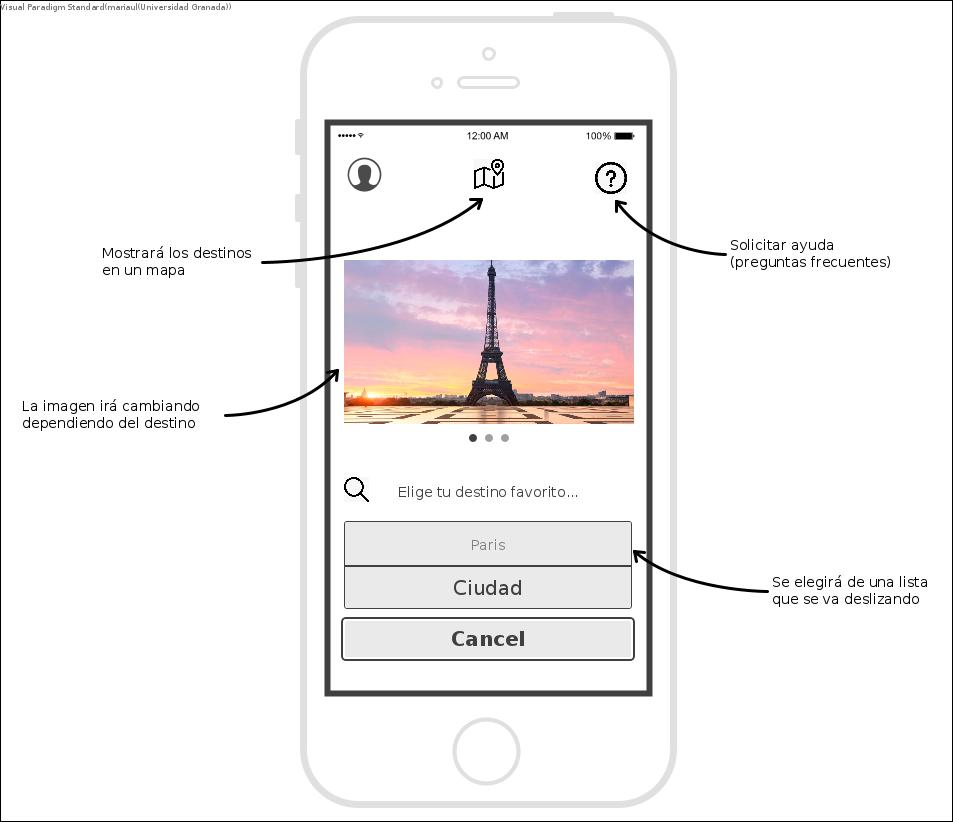 Visual Paradigm Standard(mariaul(Universidad Granada))
12:00 AM
100%
Mostrará los destinos
en un mapa
Solicitar ayuda
(preguntas frecuentes)
La imagen irá cambiando
dependiendo del destino
Elige tu destino favorito...
Paris
Ciudad
Se elegirá de una lista
que se va deslizando
Cancel